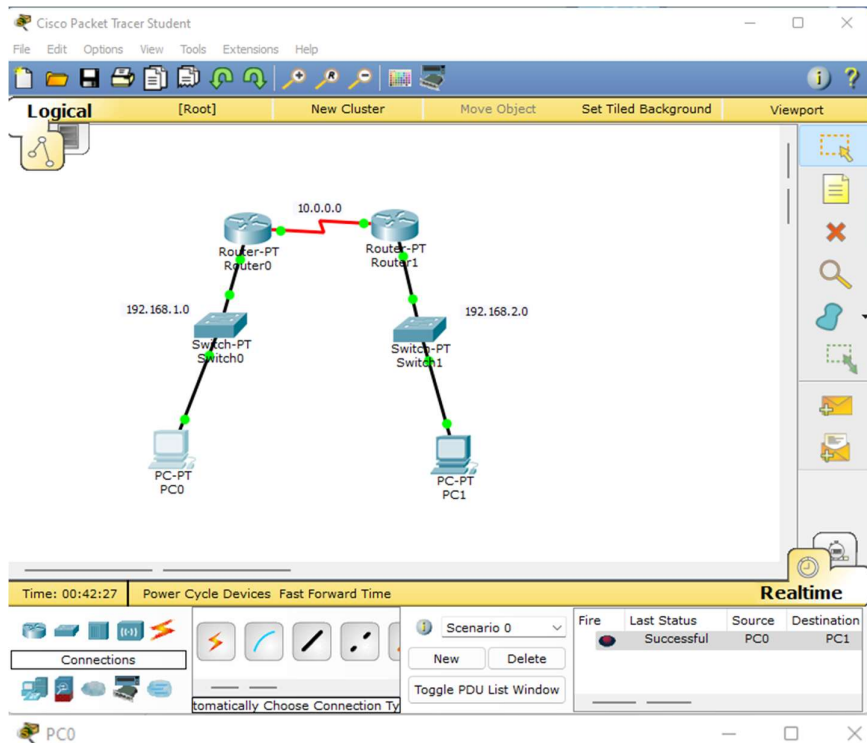 Cisco Packet Tracer Student
File Edit Options View Tools Extensions Help
Logical [Root] New Cluster Move Object Set Tiled Background Viewport
10.0.0.0
Router-PT
Router0
Router-PT
Router1
192.168.1.0
192.168.2.0
Switch-PT
Switch0
Switch-PT
Switch1
PC-PT
PC0
PC-PT
PC1
Time: 00:42:27 Power Cycle Devices Fast Forward Time Realtime
Connections
Scenario 0
New Delete
Toggle PDU List Window
Fire Last Status Source Destination
Successful PC0 PC1
tomatically Choose Connection Ty
PC0